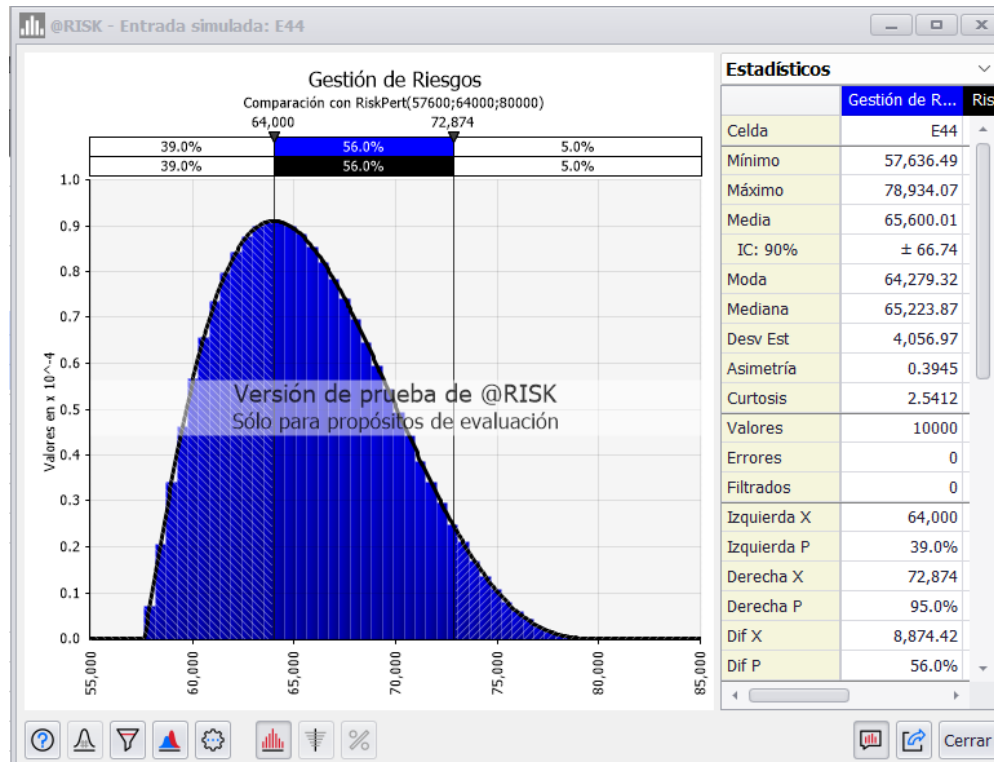 @RISK - Entrada simulada: E44
Gestión de Riesgos
Comparación con RiskPert(57600;64000;80000)
64,000 72,874
39.0% 56.0% 5.0%
39.0% 56.0% 5.0%
1.0
0.9
0.8
0.7
0.6
0.5
0.4
0.3
0.2
0.1
0.0
Valores en x 10^-4
Versión de prueba de @RISK
Sólo para propósitos de evaluación
55,000
60,000
65,000
70,000
75,000
80,000
85,000
Estadísticos
Gestión de R... Ris
Celda E44
Mínimo 57,636.49
Máximo 78,934.07
Media 65,600.01
IC: 90% ± 66.74
Moda 64,279.32
Mediana 65,223.87
Desv Est 4,056.97
Asimetría 0.3945
Curtosis 2.5412
Valores 10000
Errores 0
Filtrados 0
Izquierda X 64,000
Izquierda P 39.0%
Derecha X 72,874
Derecha P 95.0%
Dif X 8,874.42
Dif P 56.0%
Cerrar